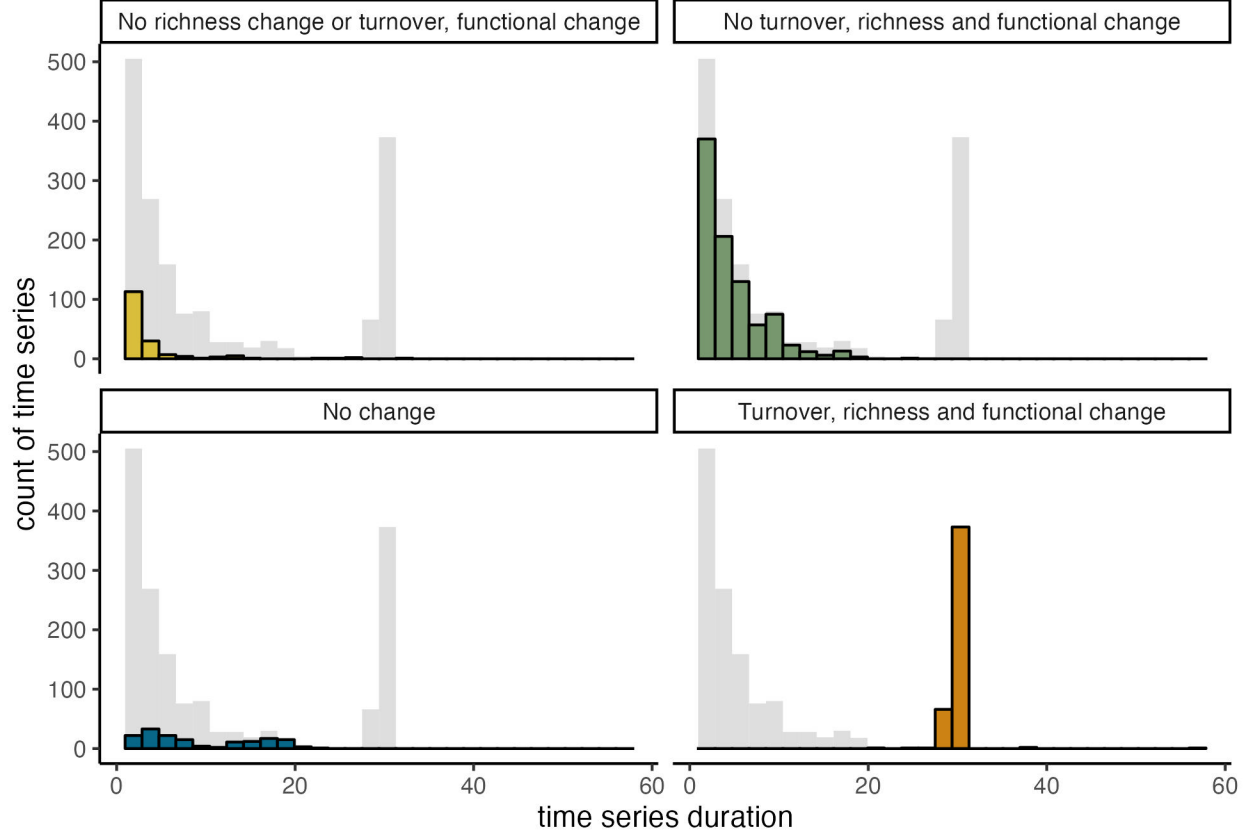 No richness change or turnover, functional change
No turnover, richness and functional change
500
400
300
200
100
0
No change
Turnover, richness and functional change
500
400
300
200
100
0
count of time series
0 20 40 60
0 20 40 60
time series duration